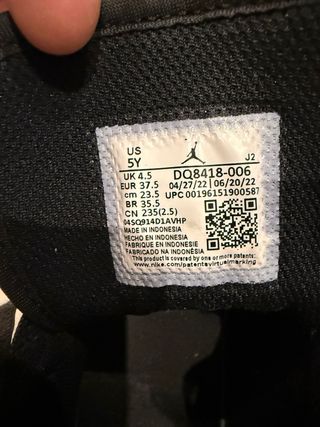 US
5Y
J2
UK 4.5 DQ8418-006
EUR 37.5 04/27/22 06/20/22
cm 23.5 UPC 00196151900587
BR 35.5
CN 235(2.5)
04SQ914D1AVHP
MADE IN INDONESIA
HECHO EN INDONESIA
FABRIQUE EN INDONESIE
FABRICADO NA INDONÉSIA
This product is covered by one or more patents:
www.nike.com/patentsvirtualmarking